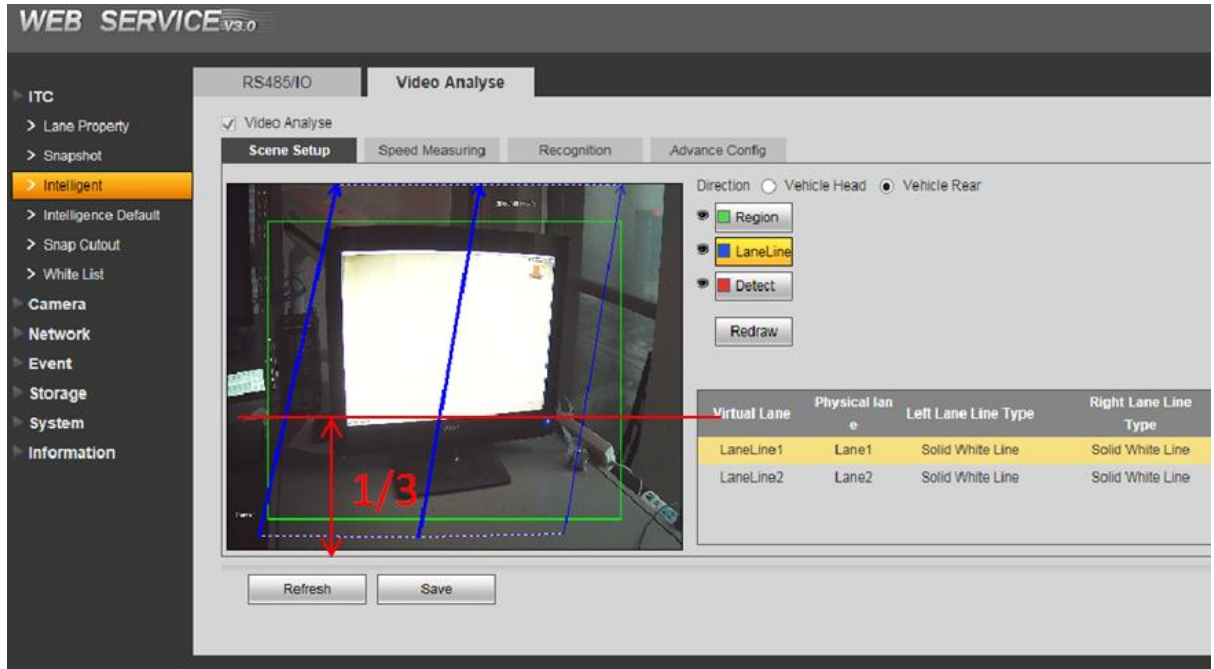 WEB SERVICE V3.0
RS485/IO
Video Analyse
ITC
Lane Property
Snapshot
Intelligent
Intelligence Default
Snap Cutout
White List
Camera
Network
Event
Storage
System
Information
Video Analyse
Scene Setup
Speed Measuring
Recognition
Advance Config
Direction
Vehicle Head
Vehicle Rear
Region
LaneLine
Detect
Redraw
1/3
Virtual Lane
Physical lan
e
Left Lane Line Type
Right Lane Line
Type
LaneLine1 Lane1 Solid White Line Solid White Line
LaneLine2 Lane2 Solid White Line Solid White Line
Refresh
Save